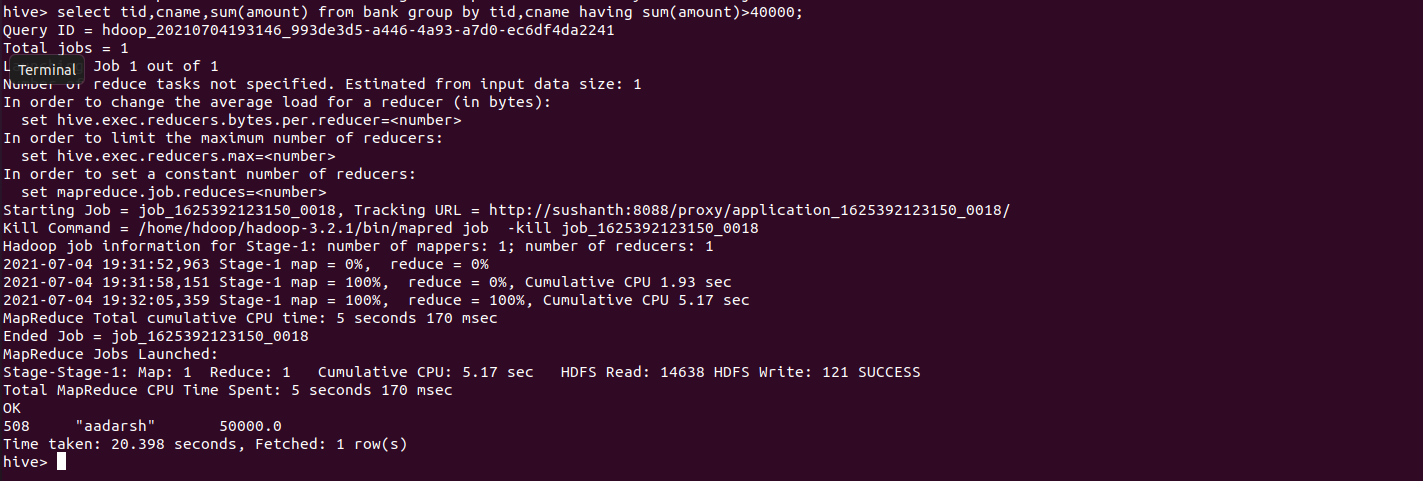 hive> select tid,cname,sum(amount) from bank group by tid,cname having sum(amount)>40000;
Query ID = hdoop_20210704193146_993de3d5-a446-4a93-a7d0-ec6df4da2241
Total jobs = 1
Terminal
Job 1 out of 1
Number of reduce tasks not specified. Estimated from input data size: 1
In order to change the average load for a reducer (in bytes):
  set hive.exec.reducers.bytes.per.reducer=<number>
In order to limit the maximum number of reducers:
  set hive.exec.reducers.max=<number>
In order to set a constant number of reducers:
  set mapreduce.job.reduces=<number>
Starting Job = job_1625392123150_0018, Tracking URL = http://sushanth:8088/proxy/application_1625392123150_0018/
Kill Command = /home/hdoop/hadoop-3.2.1/bin/mapred job  -kill job_1625392123150_0018
Hadoop job information for Stage-1: number of mappers: 1; number of reducers: 1
2021-07-04 19:31:52,963 Stage-1 map = 0%,  reduce = 0%
2021-07-04 19:31:58,151 Stage-1 map = 100%,  reduce = 0%, Cumulative CPU 1.93 sec
2021-07-04 19:32:05,359 Stage-1 map = 100%,  reduce = 100%, Cumulative CPU 5.17 sec
MapReduce Total cumulative CPU time: 5 seconds 170 msec
Ended Job = job_1625392123150_0018
MapReduce Jobs Launched:
Stage-Stage-1: Map: 1  Reduce: 1   Cumulative CPU: 5.17 sec   HDFS Read: 14638 HDFS Write: 121 SUCCESS
Total MapReduce CPU Time Spent: 5 seconds 170 msec
OK
508     "aadarsh"       50000.0
Time taken: 20.398 seconds, Fetched: 1 row(s)
hive>